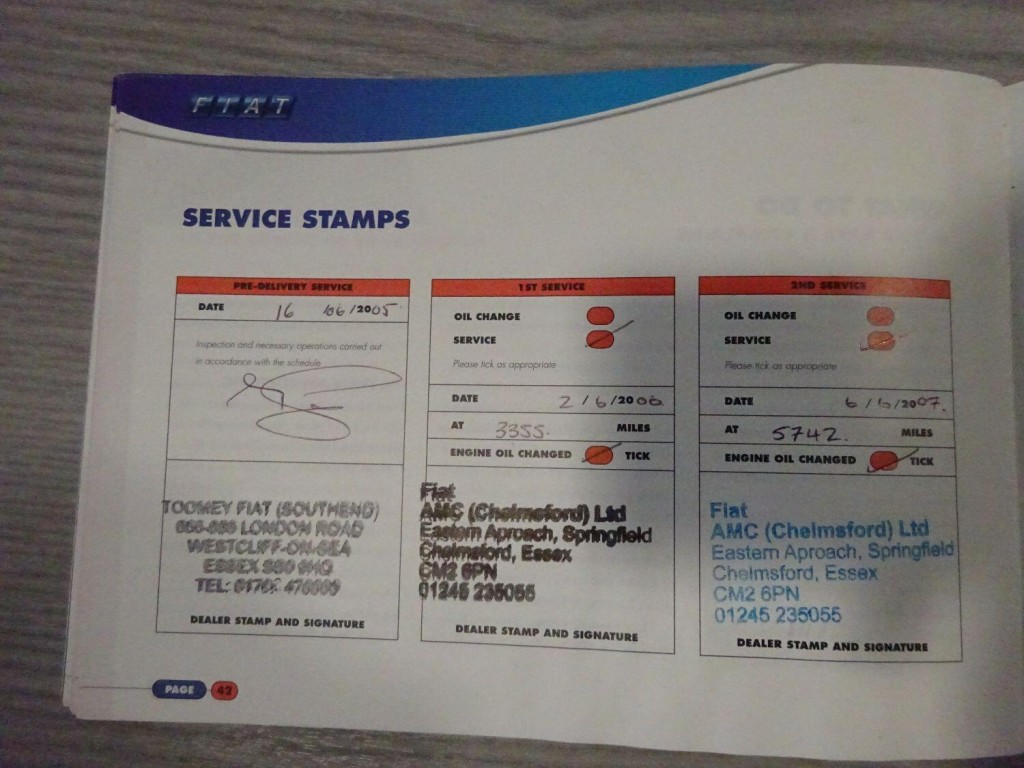 FIAT
SERVICE STAMPS
PRE-DELIVERY SERVICE
DATE 16 06/2005
Inspection and necessary operations carried out
in accordance with the schedule
TOOMEY FIAT (SOUTHEND)
LONDON ROAD
WESTCLIFF-ON-SEA
ESSEX
TEL:
DEALER STAMP AND SIGNATURE
1ST SERVICE
OIL CHANGE
SERVICE
Please tick as appropriate
DATE 2/6/2006
AT 3355. MILES
ENGINE OIL CHANGED TICK
Fiat
AMC (Chelmsford) Ltd
Eastern Aproach, Springfield
Chelmsford, Essex
CM2 6PN
01245 235055
DEALER STAMP AND SIGNATURE
2ND SERVICE
OIL CHANGE
SERVICE
Please tick as appropriate
DATE 6/6/2007.
AT 5742. MILES
ENGINE OIL CHANGED TICK
Fiat
AMC (Chelmsford) Ltd
Eastern Aproach, Springfield
Chelmsford, Essex
CM2 6PN
01245 235055
DEALER STAMP AND SIGNATURE
PAGE 42